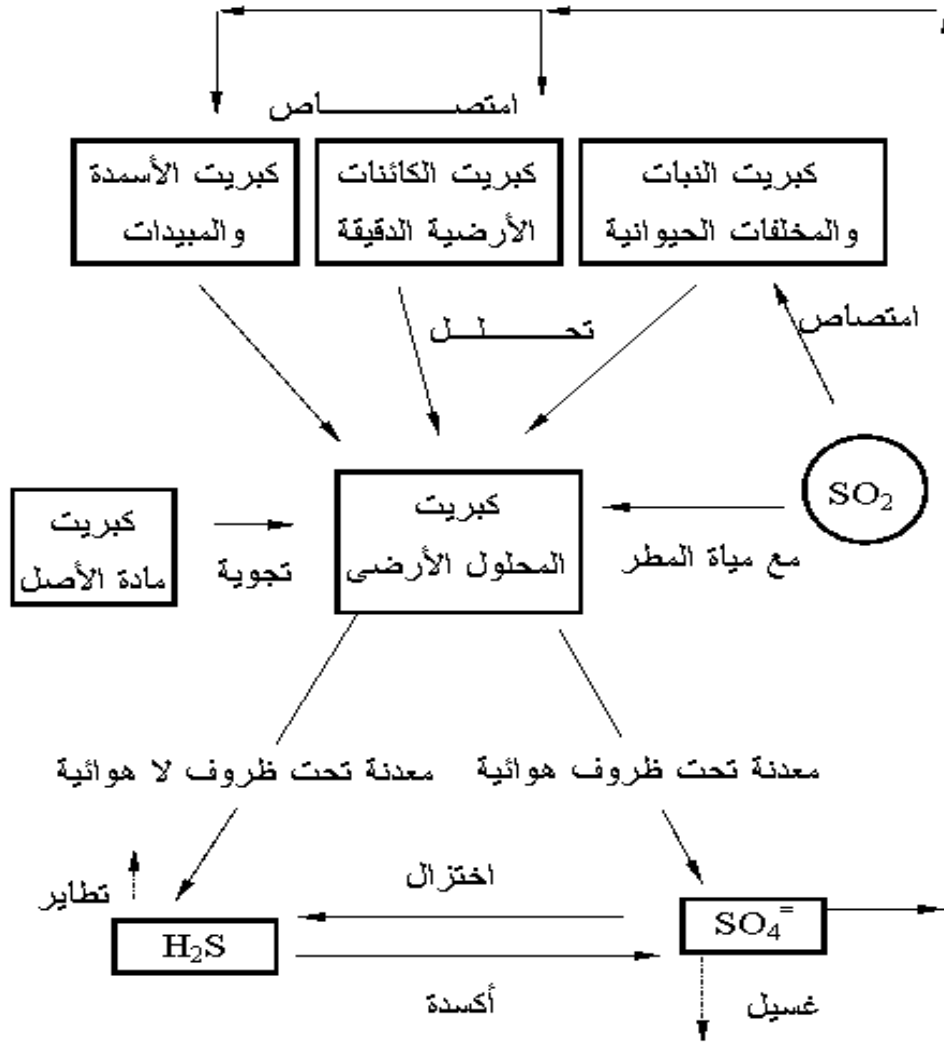 امتصاص
كبريت النبات
والمخلفات الحيوانية
كبريت الكائنات
الأرضية الدقيقة
كبريت الأسمدة
والمبيدات
امتصاص
تحلل
SO2
مع مياة المطر
كبريت
المحلول الأرضى
تجوية
كبريت
مادة الأصل
معدنة تحت ظروف هوائية
معدنة تحت ظروف لا هوائية
تطاير
اختزال
SO4=
H2S
أكسدة
غسيل